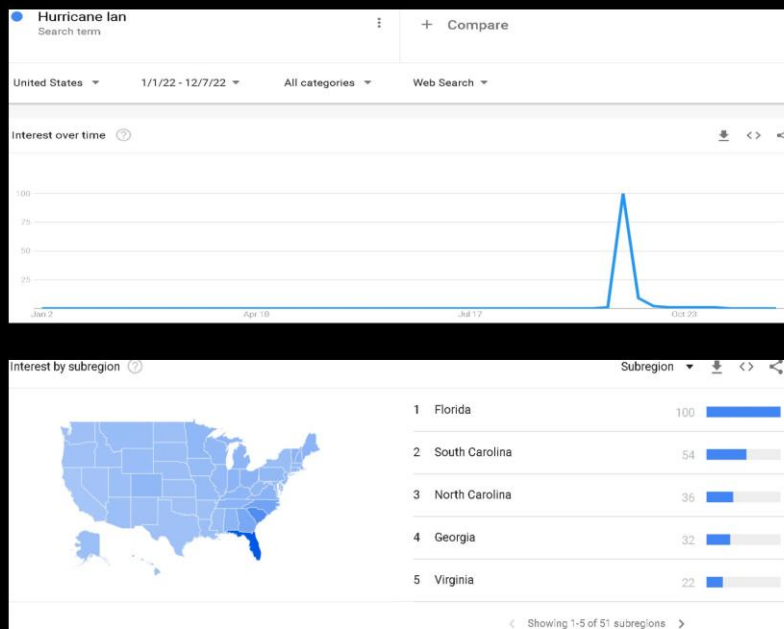 Hurricane Ian
Search term
+ Compare
United States
1/1/22 - 12/7/22
All categories
Web Search
Interest over time
100
75
50
25
Jan 2
Apr 10
Jul 17
Oct 23
Interest by subregion
Subregion
1 Florida 100
2 South Carolina 54
3 North Carolina 36
4 Georgia 32
5 Virginia 22
Showing 1-5 of 51 subregions